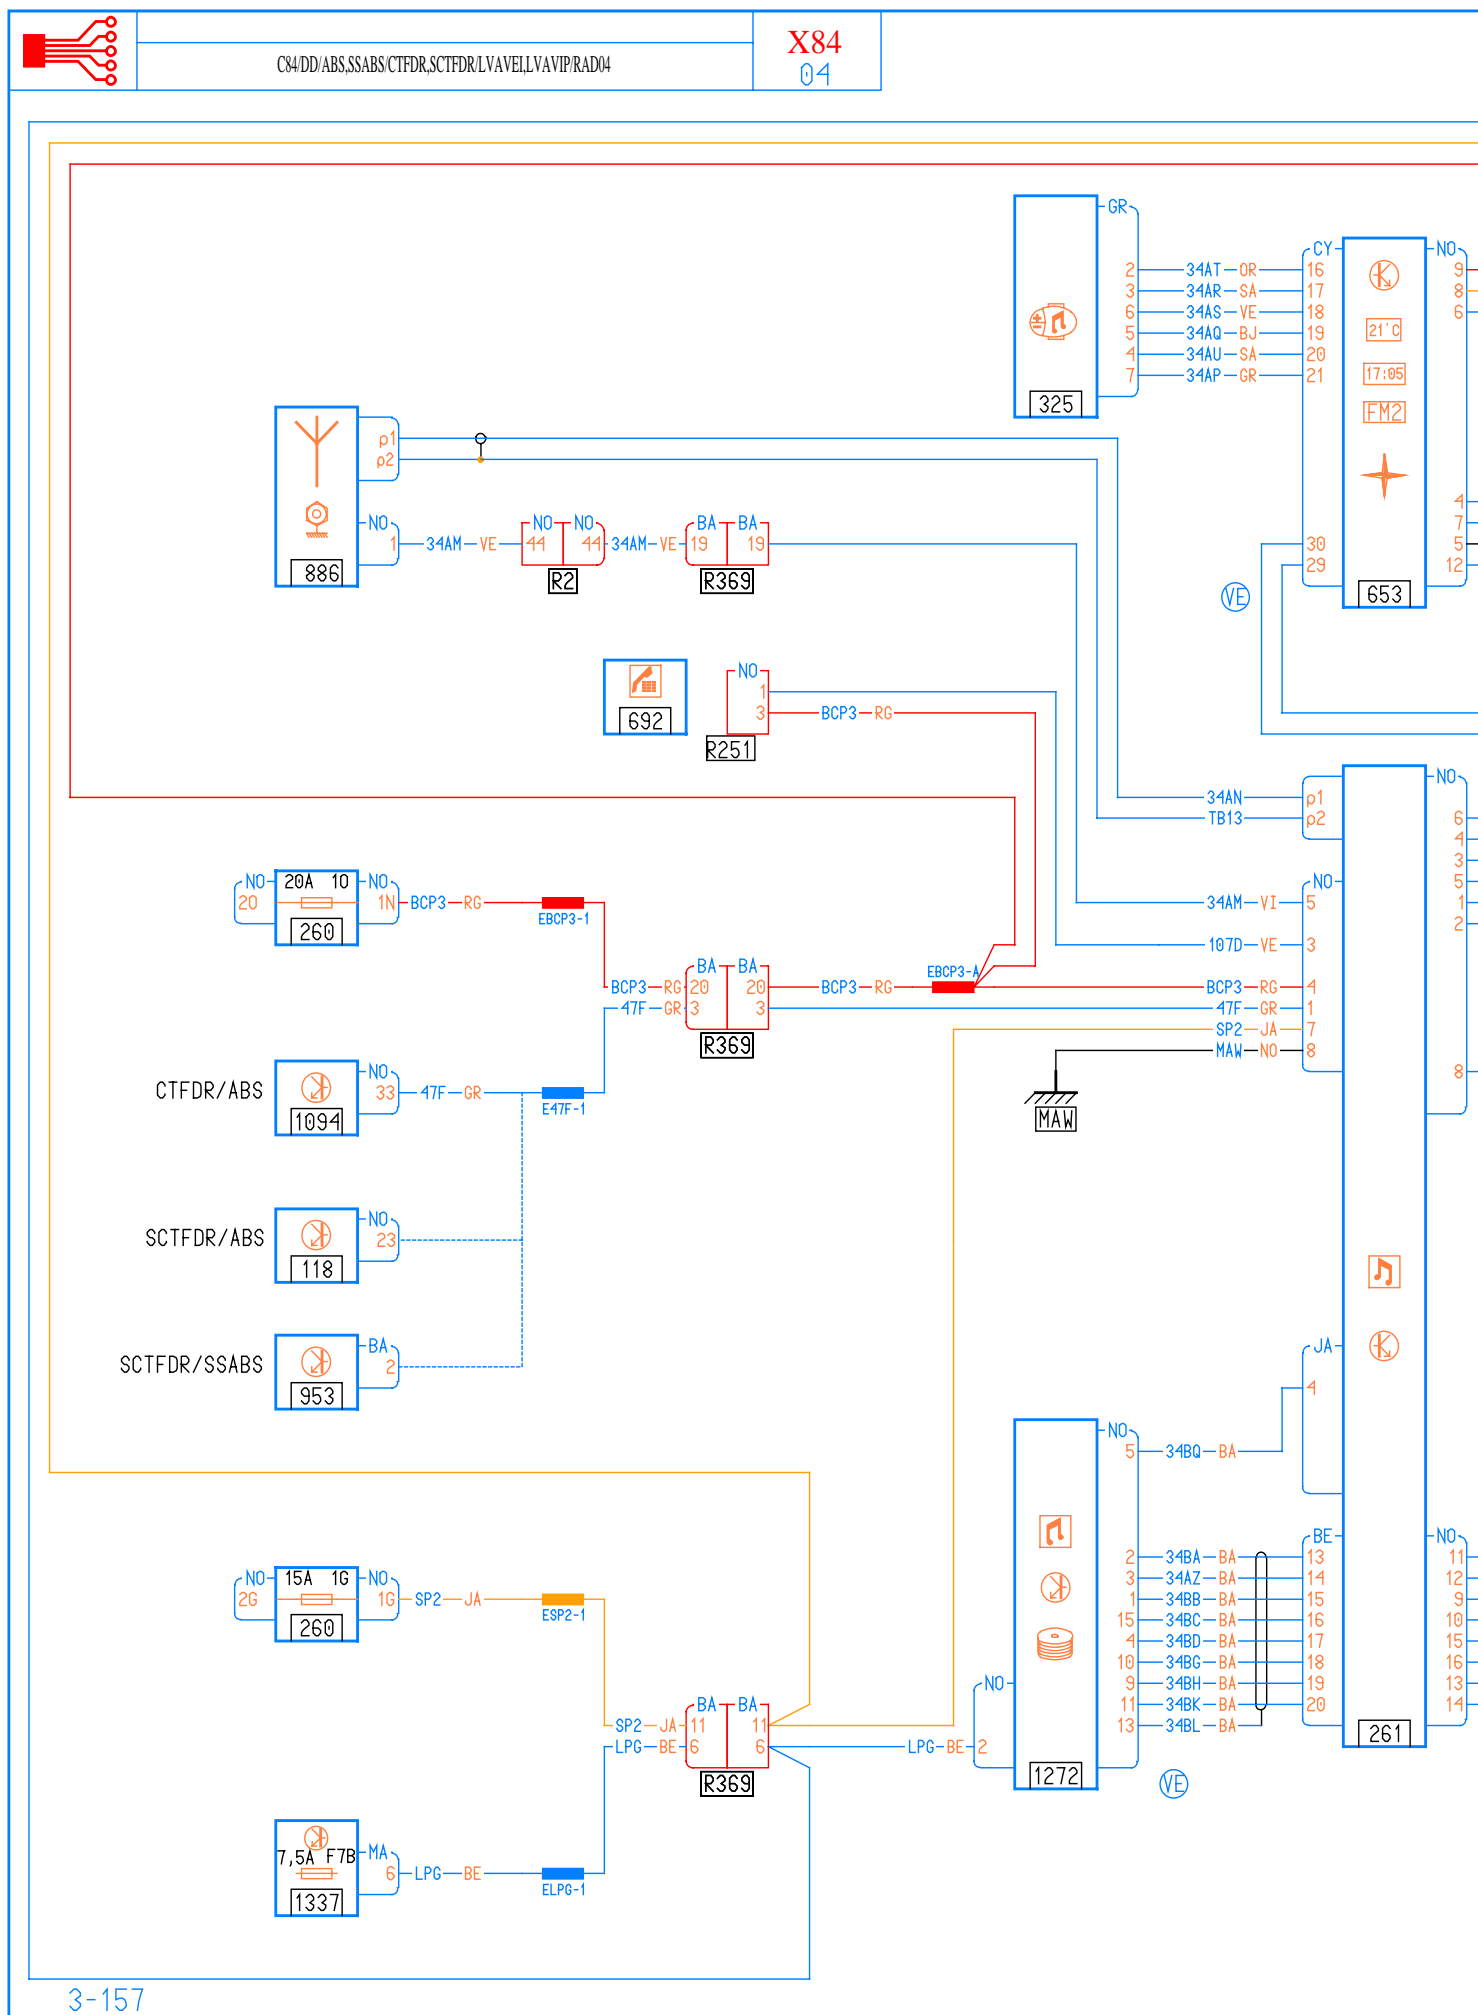 C84/DD/ABS,SSABS/CTFDR,SCTFDR/LVAVEI,LVAVIP/RAD04
X84
04
GR
2 34AT OR 16
3 34AR SA 17
6 34AS VE 18
5 34AQ BJ 19
4 34AU SA 20
7 34AP GR 21
325
CY
NO
9
8
6
21°C
17:05
FM2
4
7
5
12
30
29
653
VE
p1
p2
NO
1 34AM VE 44
NO NO
44 34AM VE 19
BA BA
19
886
R2
R369
692
NO
1
3 BCP3 RG
R251
34AN p1
TB13 p2
NO
6
4
3
5
1
2
8
NO
34AM VI 5
107D VE 3
BCP3 RG 4
47F GR 1
SP2 JA 7
MAW NO 8
NO 20A 10 NO
20 1N BCP3 RG
260
EBCP3-1
BA BA
BCP3 RG 20 20 BCP3 RG
47F GR 3 3
R369
EBCP3-A
MAW
CTFDR/ABS
NO
33 47F GR
1094
E47F-1
SCTFDR/ABS
NO
23
118
SCTFDR/SSABS
BA
2
953
JA
4
NO
5 34BQ BA
BE
NO
2 34BA BA 13 11
3 34AZ BA 14 12
1 34BB BA 15 9
15 34BC BA 16 10
4 34BD BA 17 15
10 34BG BA 18 16
9 34BH BA 19 13
11 34BK BA 20 14
13 34BL BA
261
NO
2
1272
VE
NO 15A 1G NO
2G 1G SP2 JA
260
ESP2-1
BA BA
SP2 JA 11 11
LPG BE 6 6 LPG BE
R369
7,5A F7B MA
6 LPG BE
1337
ELPG-1
3-157